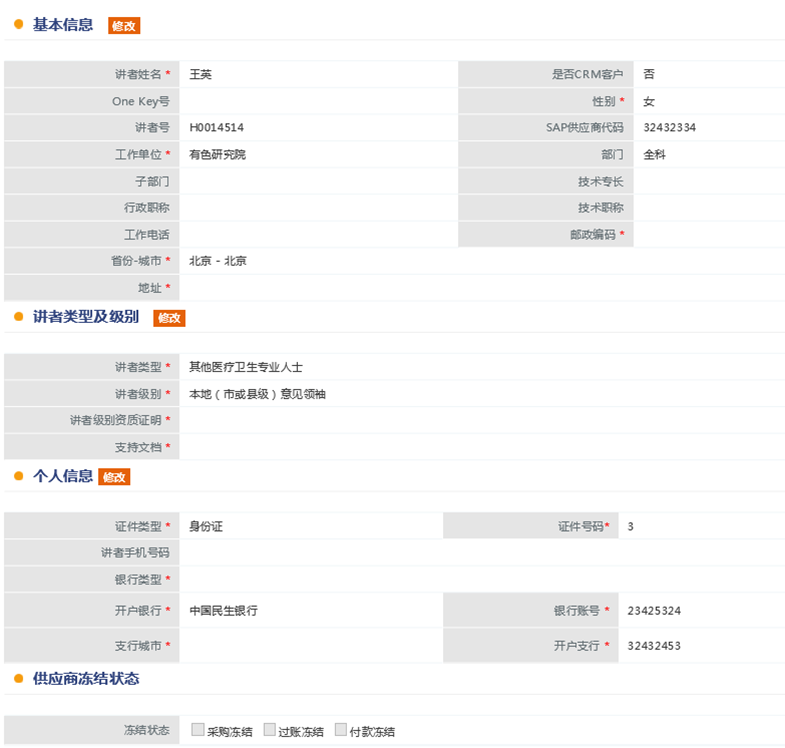 基本信息 修改
讲者姓名 * 王英 是否CRM客户 否
One Key号 性别 * 女
讲者号 H0014514 SAP供应商代码 32432334
工作单位 * 有色研究院 部门 全科
子部门 技术专长
行政职称 技术职称
工作电话 邮政编码 *
省份-城市 * 北京 - 北京
地址 *
讲者类型及级别 修改
讲者类型 * 其他医疗卫生专业人士
讲者级别 * 本地（市或县级）意见领袖
讲者级别资质证明 *
支持文档 *
个人信息 修改
证件类型 * 身份证 证件号码* 3
讲者手机号码
银行类型 *
开户银行 * 中国民生银行 银行账号 * 23425324
支行城市 * 开户支行 * 32432453
供应商冻结状态
冻结状态 采购冻结 过账冻结 付款冻结